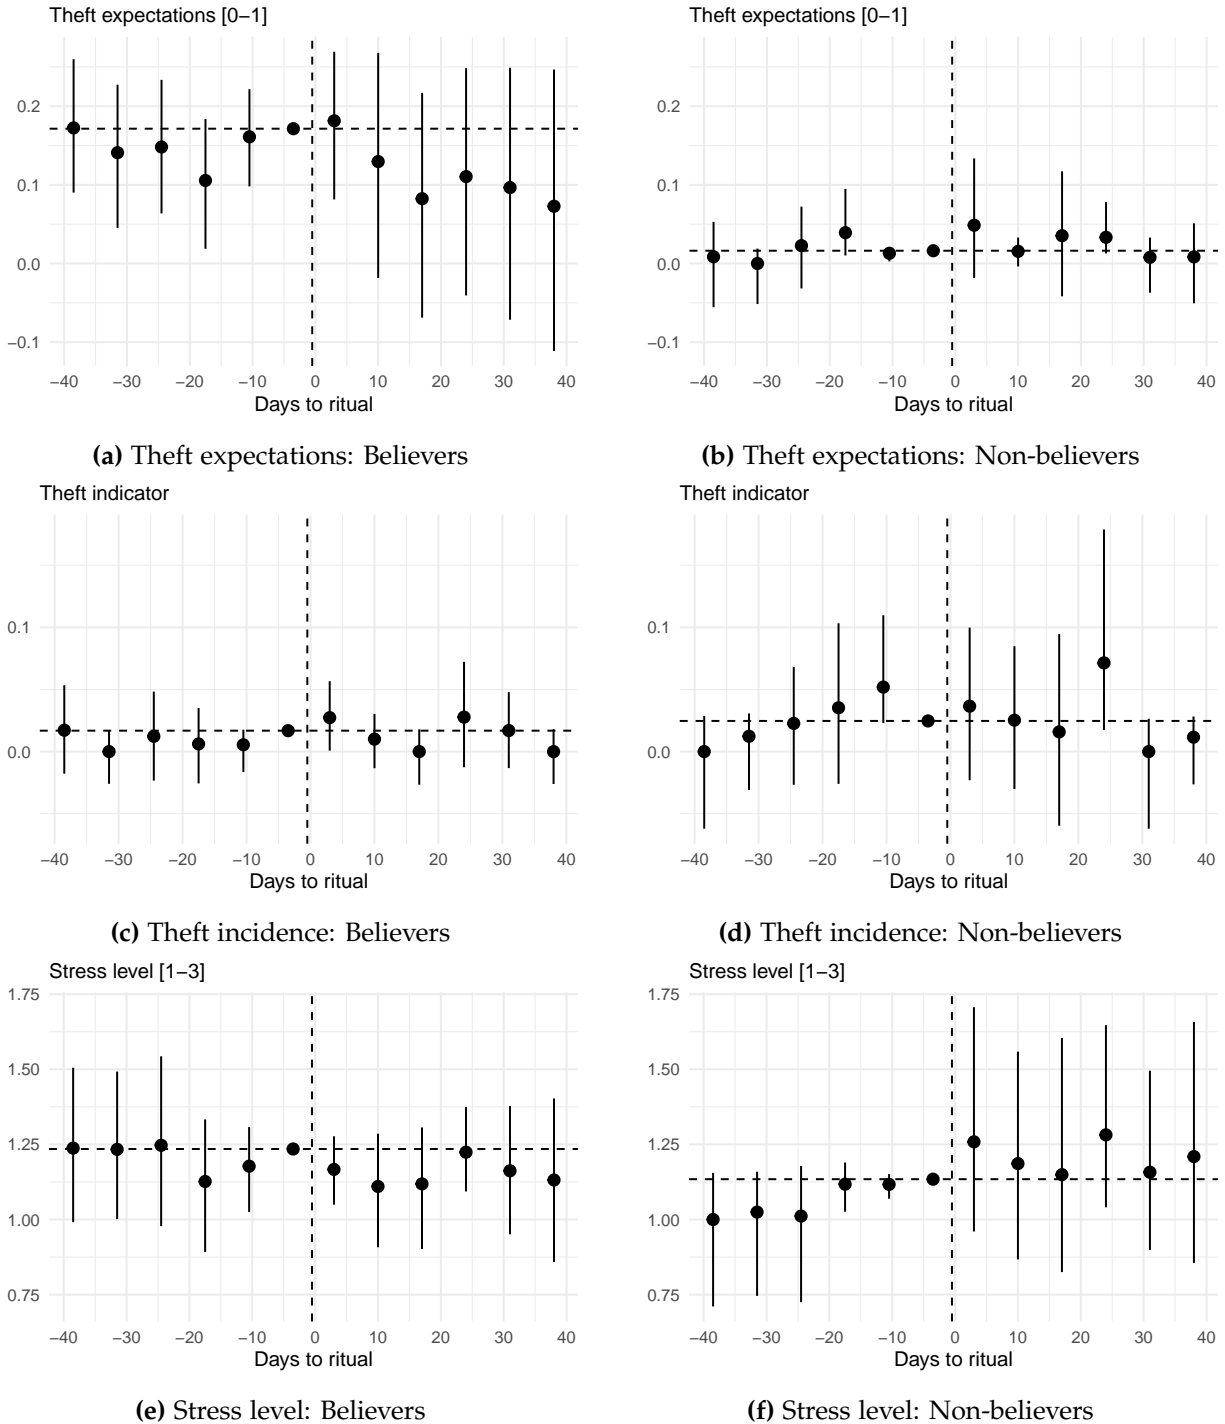 Theft expectations [0−1]
0.2
0.1
0.0
−0.1
−40 −30 −20 −10 0 10 20 30 40
Days to ritual
(a) Theft expectations: Believers
Theft expectations [0−1]
0.2
0.1
0.0
−0.1
−40 −30 −20 −10 0 10 20 30 40
Days to ritual
(b) Theft expectations: Non-believers
Theft indicator
0.1
0.0
−40 −30 −20 −10 0 10 20 30 40
Days to ritual
(c) Theft incidence: Believers
Theft indicator
0.1
0.0
−40 −30 −20 −10 0 10 20 30 40
Days to ritual
(d) Theft incidence: Non-believers
Stress level [1−3]
1.75
1.50
1.25
1.00
0.75
−40 −30 −20 −10 0 10 20 30 40
Days to ritual
(e) Stress level: Believers
Stress level [1−3]
1.75
1.50
1.25
1.00
0.75
−40 −30 −20 −10 0 10 20 30 40
Days to ritual
(f) Stress level: Non-believers